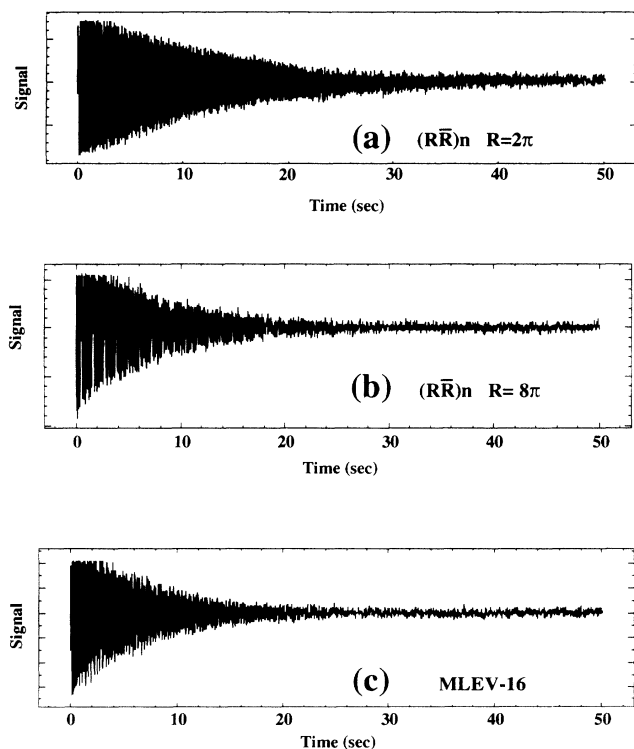 Signal
(a) (RR̅)n R=2π
0 10 20 30 40 50
Time (sec)
Signal
(b) (RR̅)n R= 8π
0 10 20 30 40 50
Time (sec)
Signal
(c) MLEV-16
0 10 20 30 40 50
Time (sec)